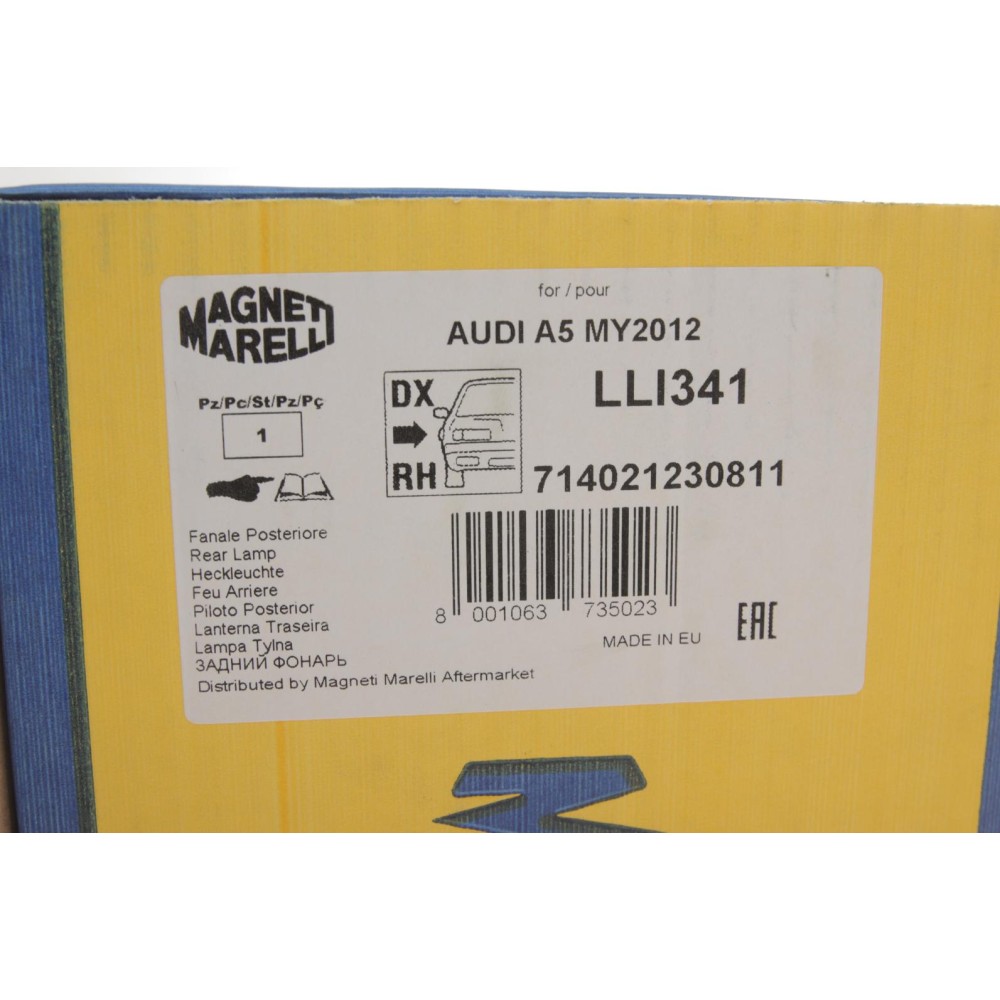 MAGNETI
MARELLI
for / pour
AUDI A5 MY2012
Pz/Pc/St/Pz/Pç
1
DX
RH
LLI341
714021230811
Fanale Posteriore
Rear Lamp
Heckleuchte
Feu Arriere
Piloto Posterior
Lanterna Traseira
Lampa Tylna
ЗАДНИЙ ФОНАРЬ
Distributed by Magneti Marelli Aftermarket
8 001063 735023
MADE IN EU
EAC